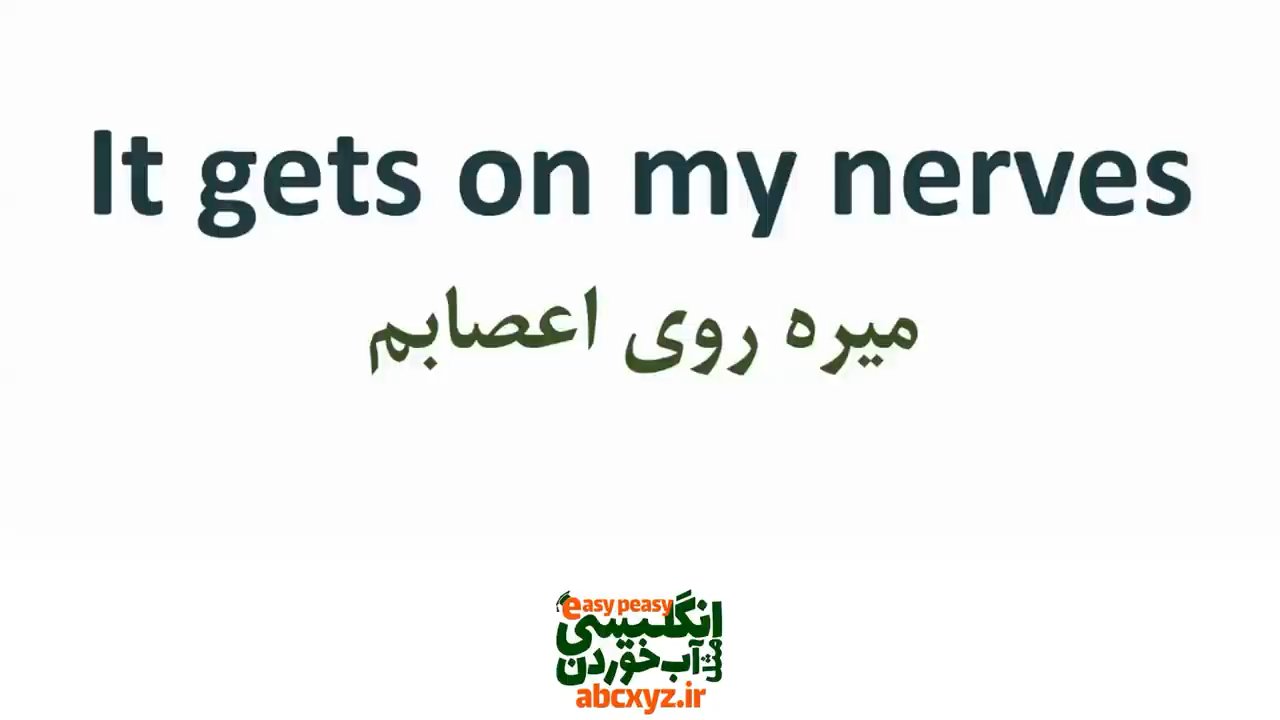 It gets on my nerves
میره روی اعصابم
easy peasy
انگلیسی
مثل آب خوردن
abcxyz.ir